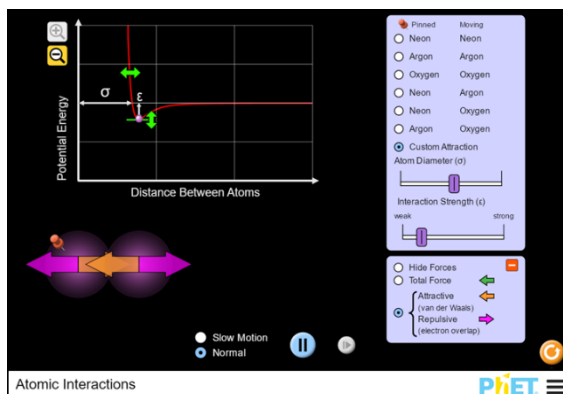 Pinned Moving
Neon Neon
Argon Argon
Oxygen Oxygen
Neon Argon
Neon Oxygen
Argon Oxygen
Custom Attraction
Atom Diameter (σ)
Interaction Strength (ε)
weak strong
σ
ε
Potential Energy
Distance Between Atoms
Hide Forces
Total Force
Attractive
(van der Waals)
Repulsive
(electron overlap)
Slow Motion
Normal
Atomic Interactions
PhET